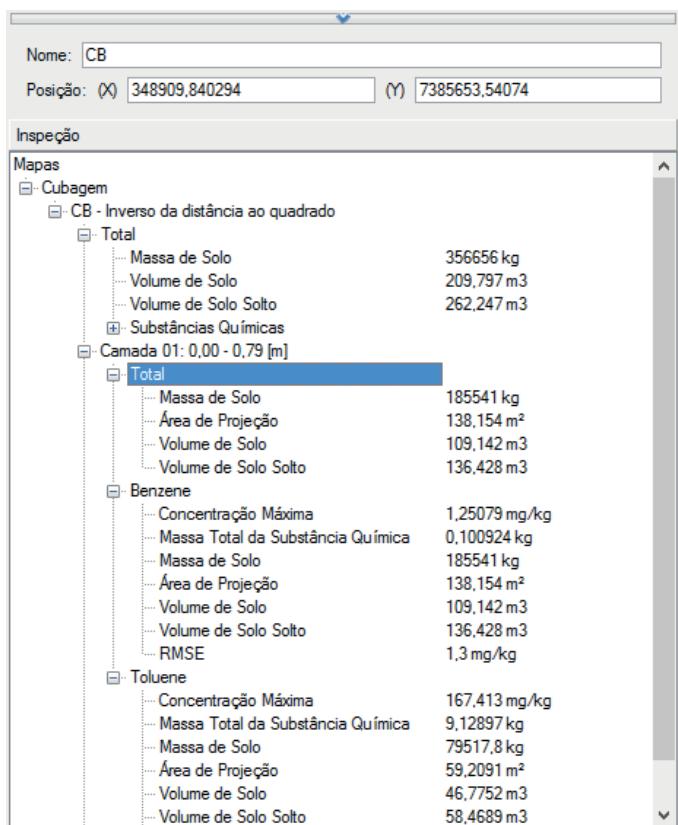 Nome: CB
Posição: (X) 348909,840294 (Y) 7385653,54074
Inspeção
Mapas
Cubagem
CB - Inverso da distância ao quadrado
Total
Massa de Solo 356656 kg
Volume de Solo 209,797 m3
Volume de Solo Solto 262,247 m3
Substâncias Químicas
Camada 01: 0,00 - 0,79 [m]
Total
Massa de Solo 185541 kg
Área de Projeção 138,154 m²
Volume de Solo 109,142 m3
Volume de Solo Solto 136,428 m3
Benzene
Concentração Máxima 1,25079 mg/kg
Massa Total da Substância Química 0,100924 kg
Massa de Solo 185541 kg
Área de Projeção 138,154 m²
Volume de Solo 109,142 m3
Volume de Solo Solto 136,428 m3
RMSE 1,3 mg/kg
Toluene
Concentração Máxima 167,413 mg/kg
Massa Total da Substância Química 9,12897 kg
Massa de Solo 79517,8 kg
Área de Projeção 59,2091 m²
Volume de Solo 46,7752 m3
Volume de Solo Solto 58,4689 m3